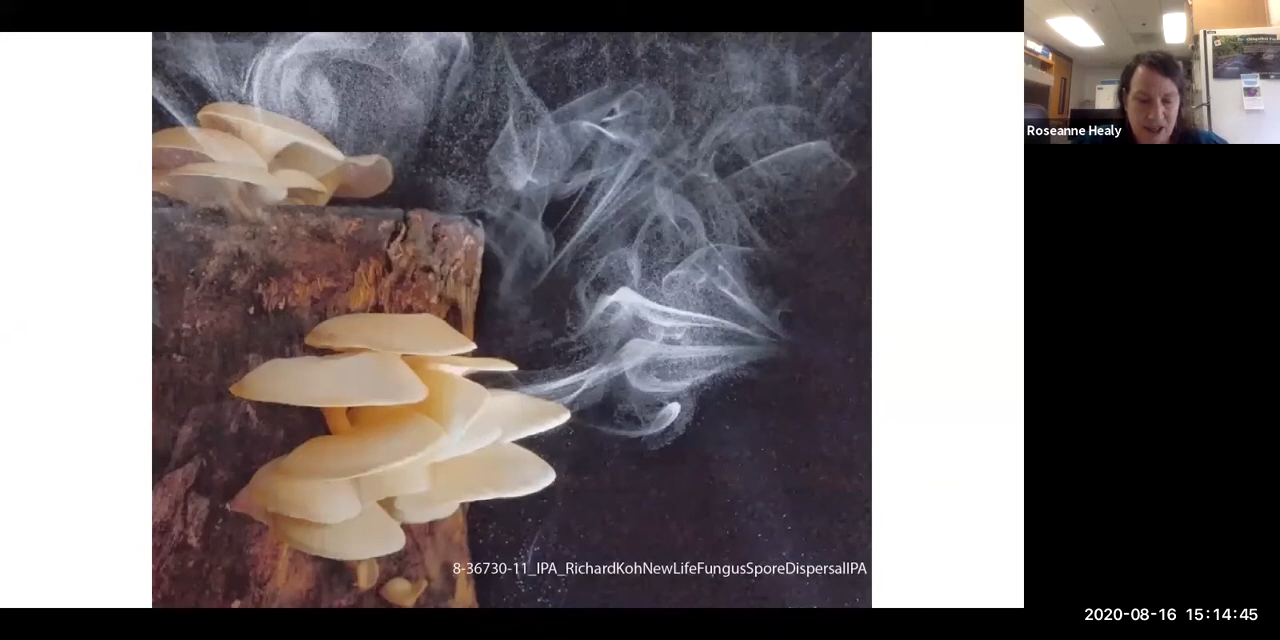 Roseanne Healy
8-36730-11_IPA_RichardKohNewLifeFungusSporeDispersalIPA
2020-08-16 15:14:45